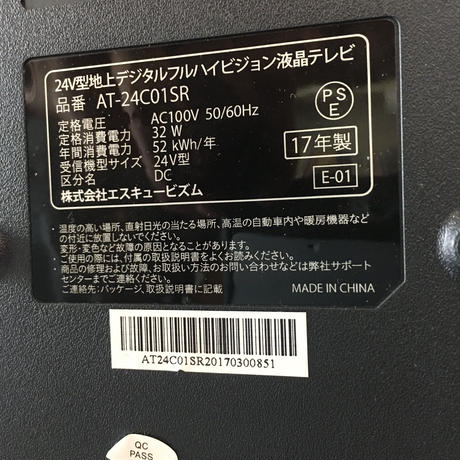 24V型地上デジタルフルハイビジョン液晶テレビ
品番 AT-24C01SR
定格電圧 AC100V 50/60Hz
定格消費電力 32 W
年間消費電力 52 kWh/年
受信機型サイズ 24V型
区分名 DC
株式会社エスキュービズム
P S
E
17年製
E-01
・温度の高い場所、直射日光の当たる場所、高温の自動車内や暖房機器など
の付近に放置しないでください。
変形・変色など故障の原因となることがあります。
・ご使用の際には、付属の取扱説明書をよくお読みください。
・商品の修理および故障、お取扱い方法のお問い合わせなどは弊社サポート
センターまでご連絡ください。
ご連絡先：パッケージ、取扱説明書に記載
MADE IN CHINA
AT24C01SR20170300851
QC
PASS